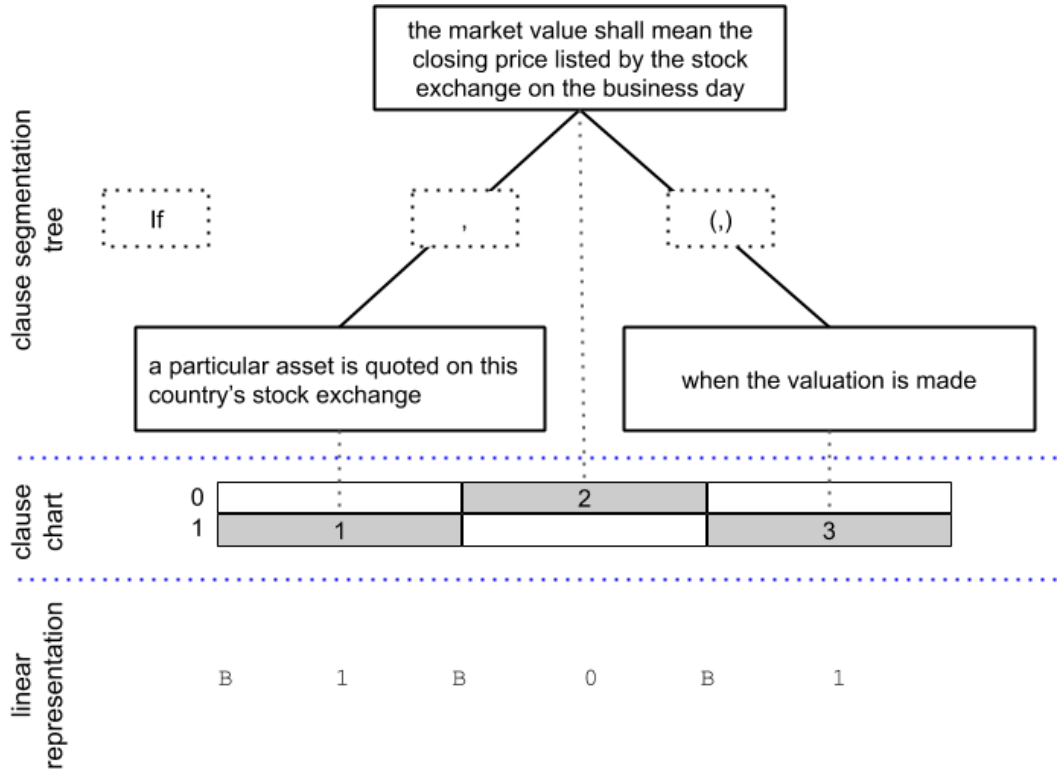 the market value shall mean the
closing price listed by the stock
exchange on the business day
clause segmentation
tree
If
,
(,)
a particular asset is quoted on this
country's stock exchange
when the valuation is made
clause
chart
0
2
1
1
3
linear
representation
B 1 B 0 B 1